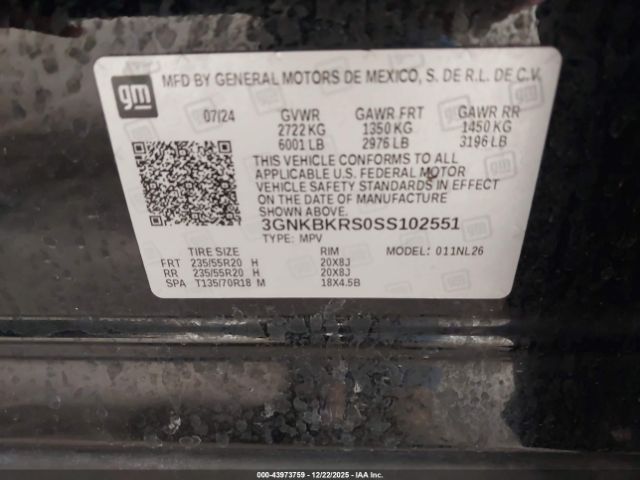 gm
MFD BY GENERAL MOTORS DE MEXICO, S. DE R.L. DE C.V.
07/24 GVWR GAWR FRT GAWR RR
2722 KG 1350 KG 1450 KG
6001 LB 2976 LB 3196 LB
THIS VEHICLE CONFORMS TO ALL
APPLICABLE U.S. FEDERAL MOTOR
VEHICLE SAFETY STANDARDS IN EFFECT
ON THE DATE OF MANUFACTURE
SHOWN ABOVE.
3GNKBKRS0SS102551
TYPE: MPV MODEL: 011NL26
TIRE SIZE RIM
FRT 235/55R20 H 20X8J
RR 235/55R20 H 20X8J
SPA T135/70R18 M 18X4.5B
000-43973759 - 12/22/2025 - IAA Inc.